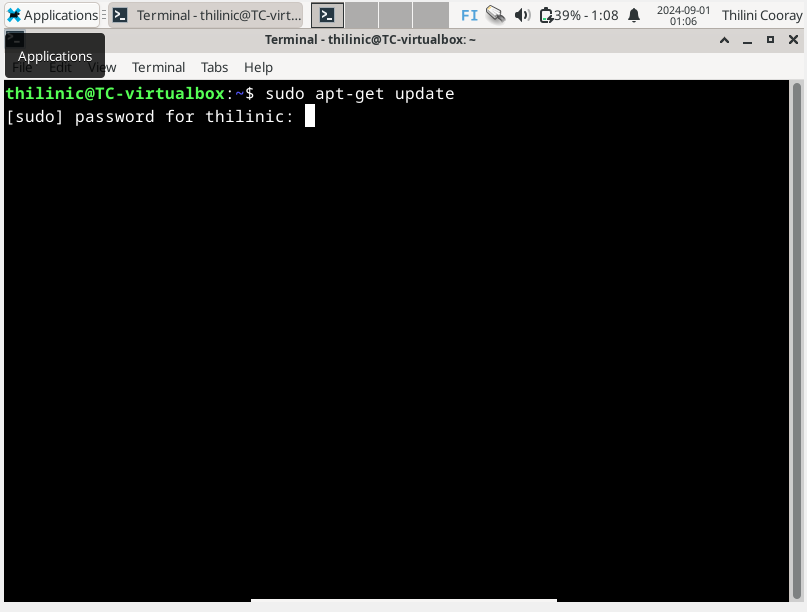 Applications
Terminal - thilinic@TC-virt...
FI
39% - 1:08
2024-09-01
01:06
Thilini Cooray
Terminal - thilinic@TC-virtualbox: ~
Applications
File Edit View Terminal Tabs Help
thilinic@TC-virtualbox:~$ sudo apt-get update
[sudo] password for thilinic: